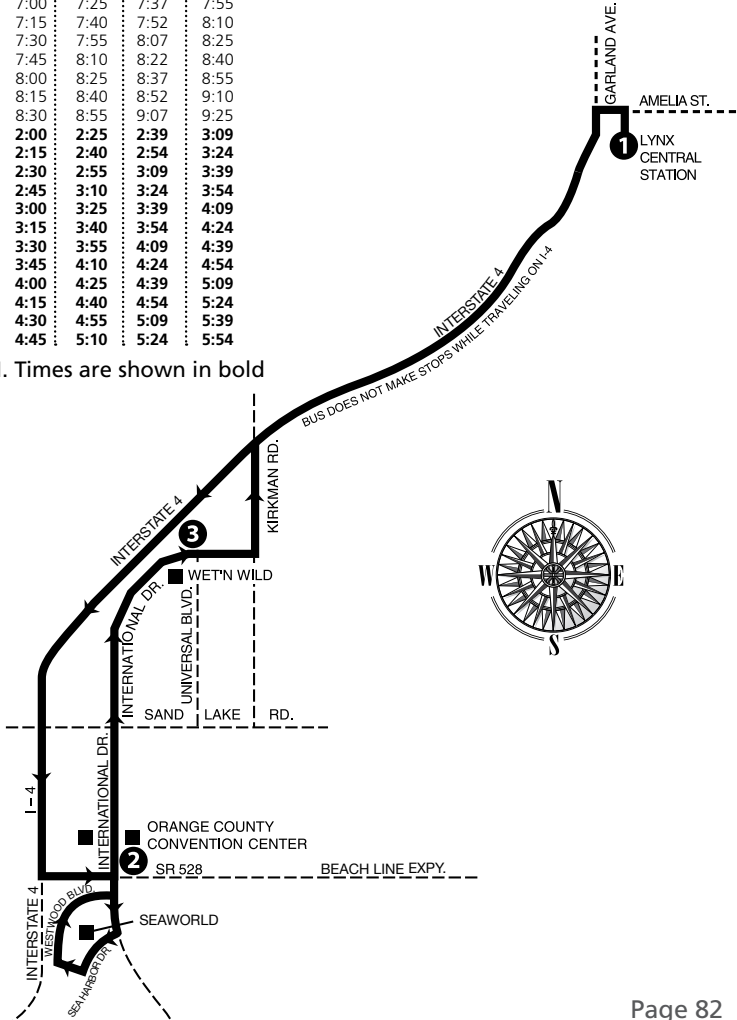 7:00 7:25 7:37 7:55
7:15 7:40 7:52 8:10
7:30 7:55 8:07 8:25
7:45 8:10 8:22 8:40
8:00 8:25 8:37 8:55
8:15 8:40 8:52 9:10
8:30 8:55 9:07 9:25
2:00 2:25 2:39 3:09
2:15 2:40 2:54 3:24
2:30 2:55 3:09 3:39
2:45 3:10 3:24 3:54
3:00 3:25 3:39 4:09
3:15 3:40 3:54 4:24
3:30 3:55 4:09 4:39
3:45 4:10 4:24 4:54
4:00 4:25 4:39 5:09
4:15 4:40 4:54 5:24
4:30 4:55 5:09 5:39
4:45 5:10 5:24 5:54
. Times are shown in bold
GARLAND AVE.
AMELIA ST.
1
LYNX
CENTRAL
STATION
INTERSTATE 4
BUS DOES NOT MAKE STOPS WHILE TRAVELING ON I-4
KIRKMAN RD.
INTERSTATE 4
3
WET'N WILD
INTERNATIONAL DR.
UNIVERSAL BLVD.
SAND LAKE RD.
INTERNATIONAL DR.
I-4
ORANGE COUNTY
CONVENTION CENTER
2
SR 528
BEACH LINE EXPY.
INTERSTATE 4
WESTWOOD BLVD.
SEAWORLD
SEA HARBOR DR
N
W
E
S
Page 82